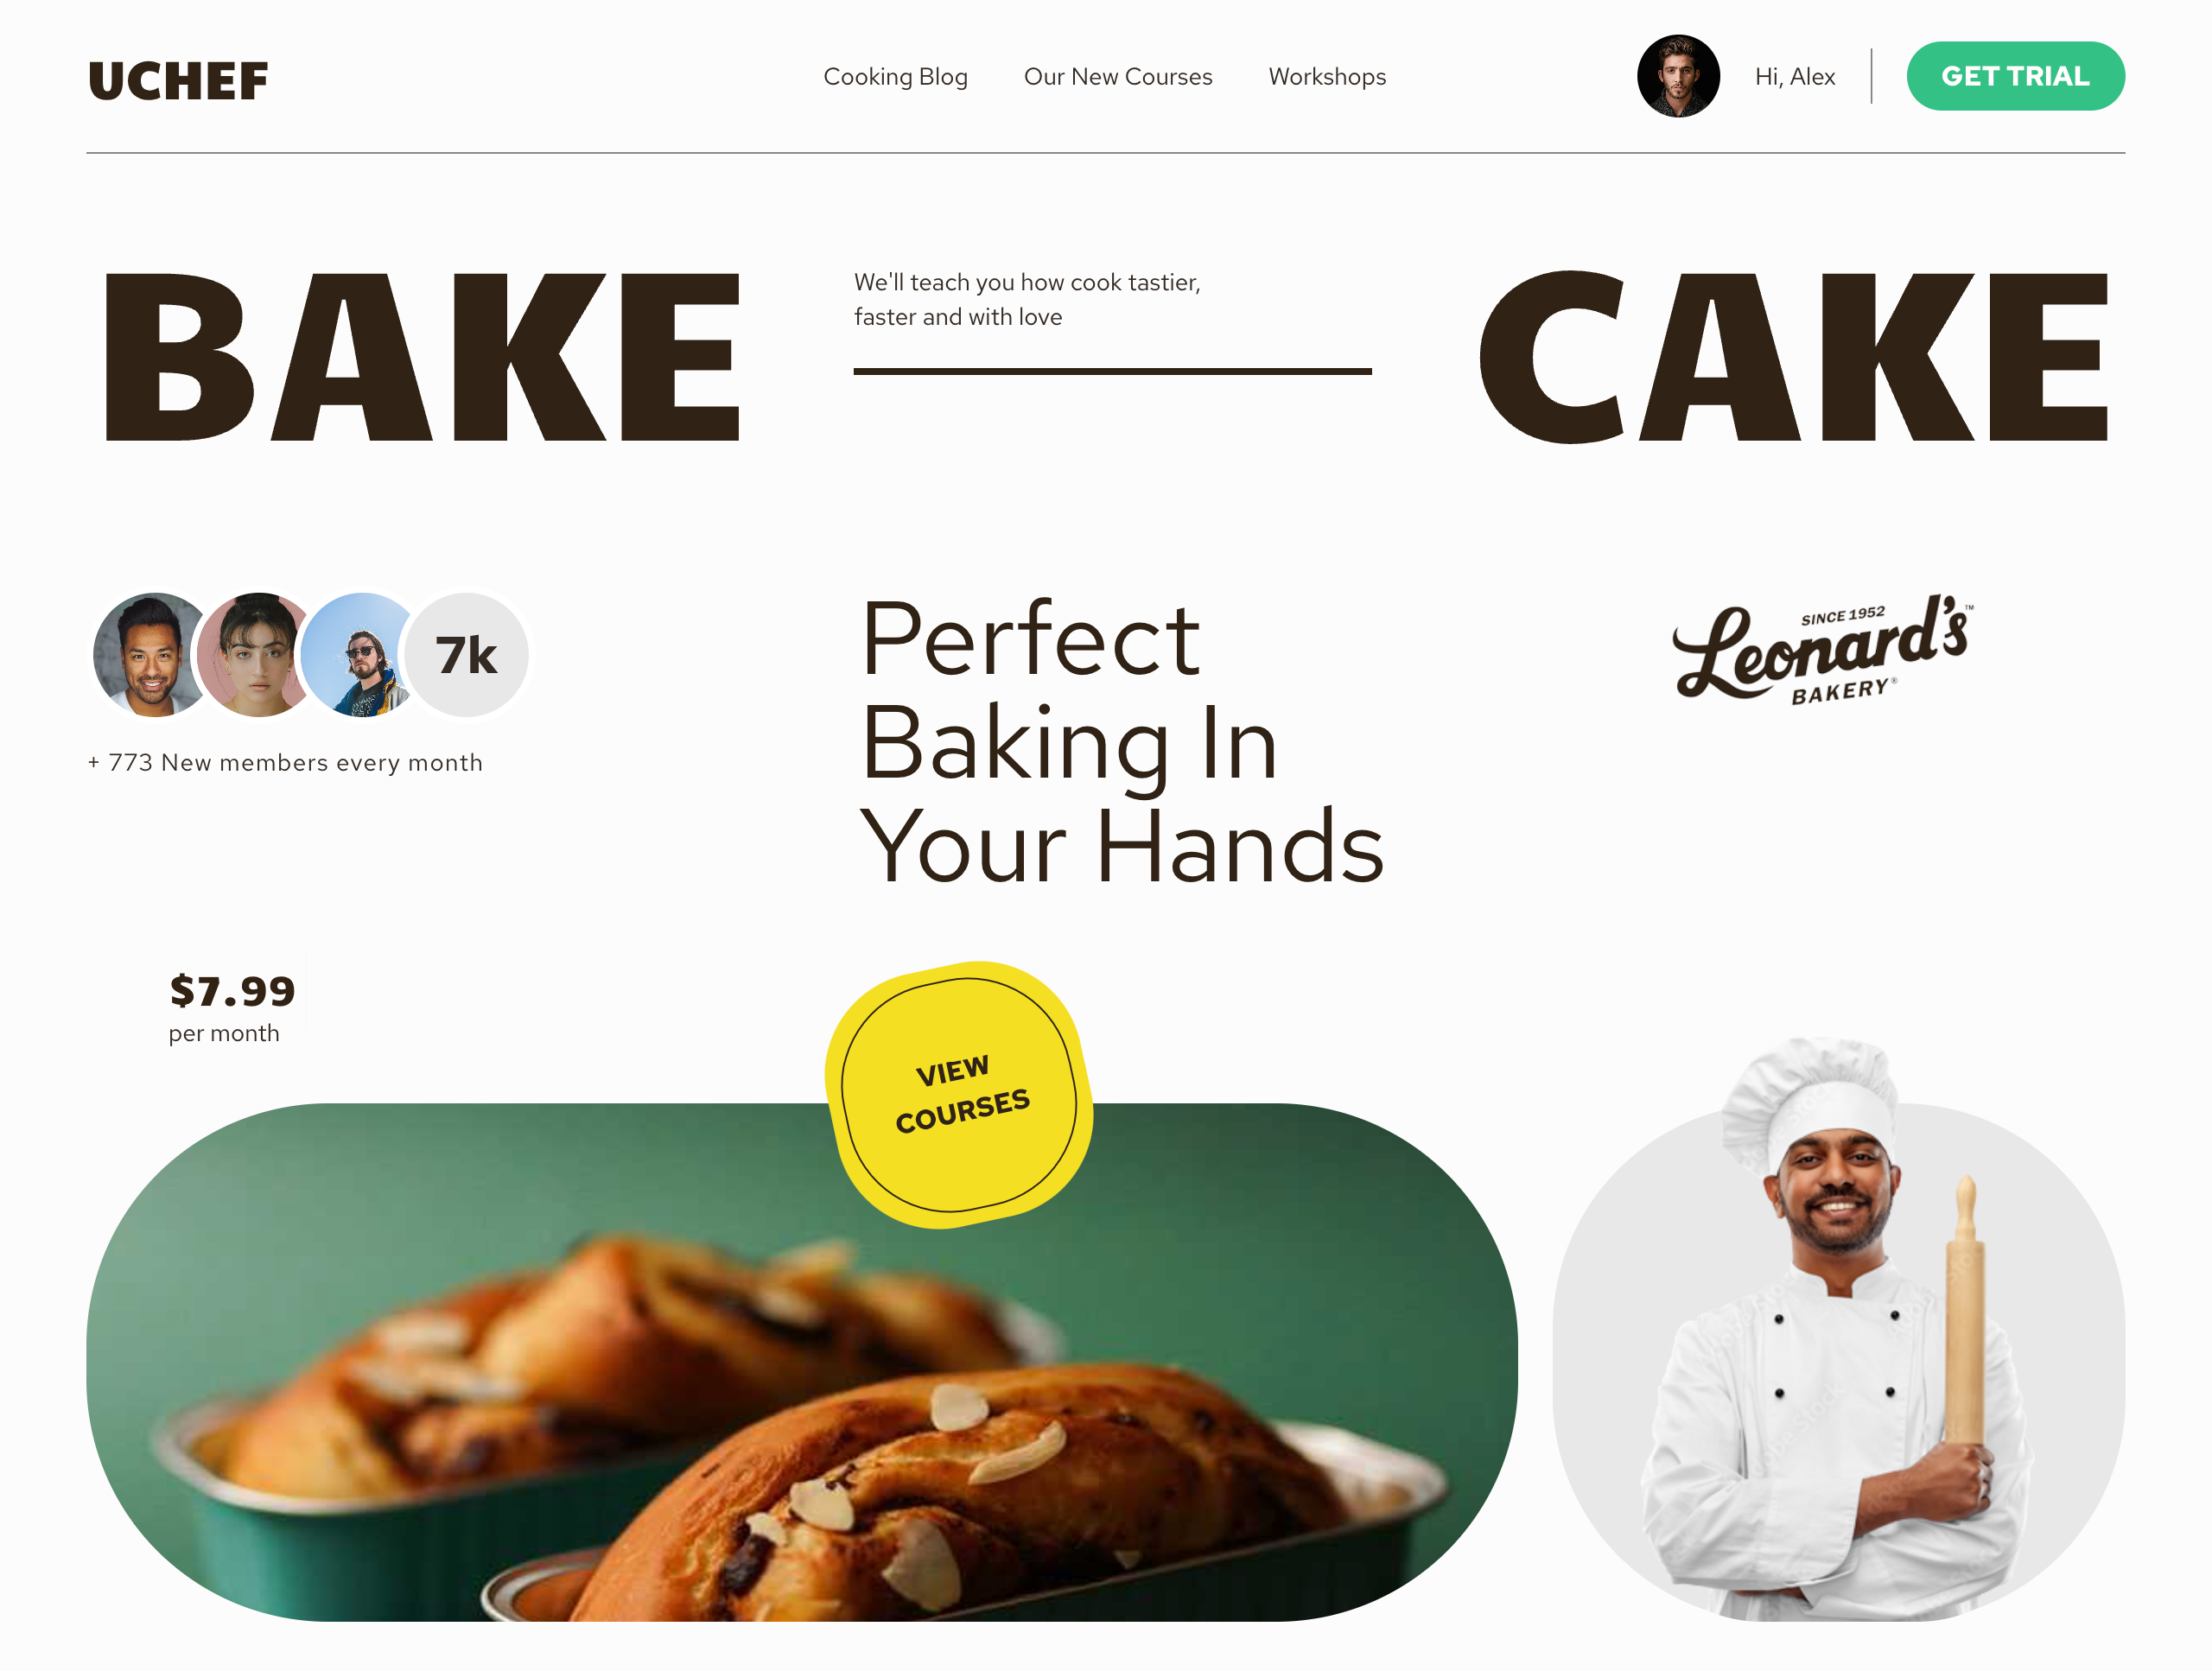 UCHEF
Cooking Blog
Our New Courses
Workshops
Hi, Alex
GET TRIAL
BAKE
We'll teach you how cook tastier,
faster and with love
CAKE
7k
+ 773 New members every month
Perfect
Baking In
Your Hands
SINCE 1952
Leonard's™
BAKERY®
$7.99
per month
VIEW
COURSES